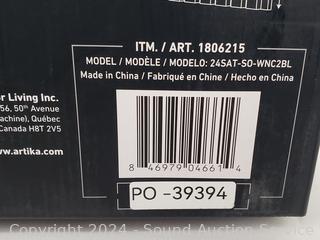 ITM. / ART. 1806215
MODEL / MODÈLE / MODELO: 24SAT-SO-WNC2BL
Made in China / Fabriqué en Chine / Hecho en China
or Living Inc.
56, 50th Avenue
achine), Québec
Canada H8T 2V5
www.artika.com
8 46979 04661 4
PO -39394
Copyright 2024 - Sound Auction Service